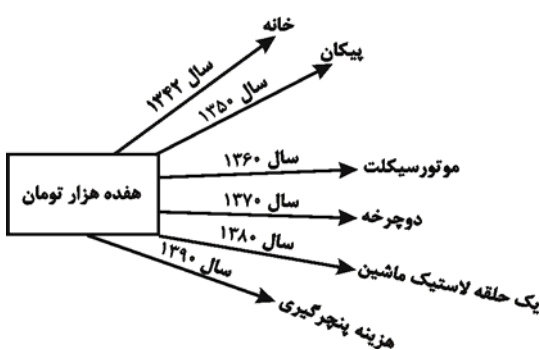 خانه
سال ۱۳۴۲
پیکان
سال ۱۳۵۰
سال ۱۳۶۰
موتورسیکلت
هفده هزار تومان
سال ۱۳۷۰
دوچرخه
سال ۱۳۸۰
یک حلقه لاستیک ماشین
سال ۱۳۹۰
هزینه پنچرگیری